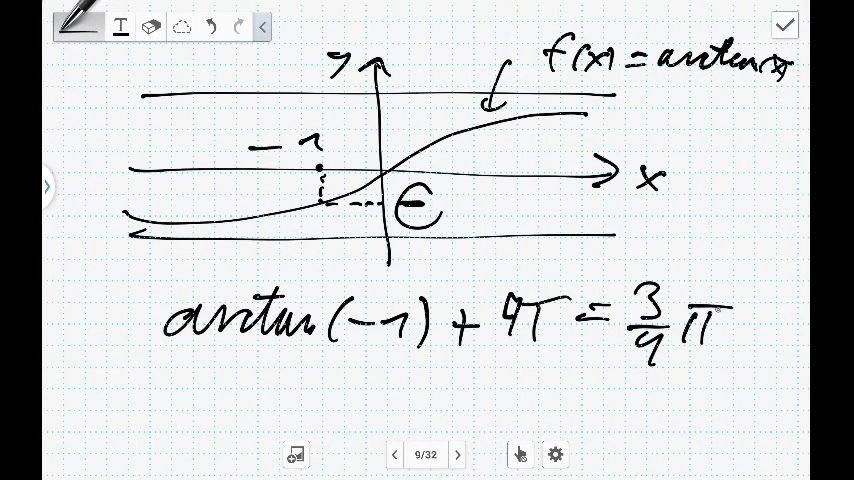 T
y
f(x) = arctan(x)
-1
x
arctan(-1) + π = 3/4 π
9/32